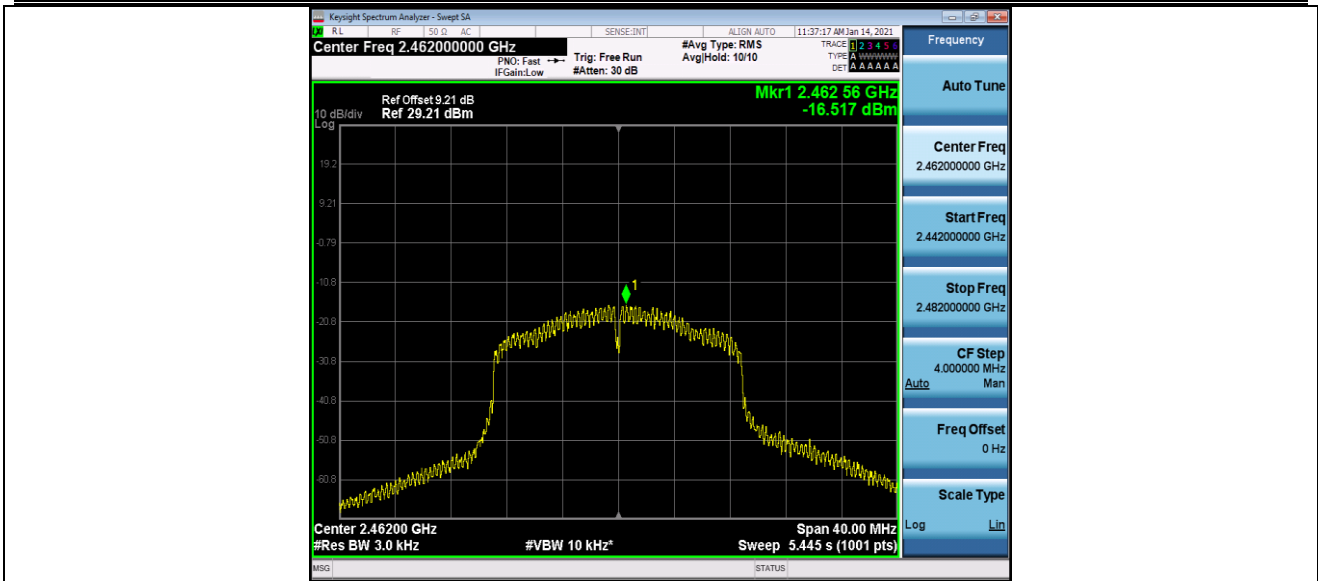 Keysight Spectrum Analyzer - Swept SA
RL RF 50 Ω AC SENSE:INT ALIGN AUTO 11:37:17 AM Jan 14, 2021
Center Freq 2.462000000 GHz
PNO: Fast
IFGain:Low
Trig: Free Run
#Atten: 30 dB
#Avg Type: RMS
Avg|Hold: 10/10
TRACE 1 2 3 4 5 6
TYPE A WWWWW
DET A A A A A A
Ref Offset 9.21 dB
Ref 29.21 dBm
10 dB/div
Log
Mkr1 2.462 56 GHz
-16.517 dBm
19.2
9.21
-0.79
-10.8
-20.8
-30.8
-40.8
-50.8
-60.8
1
Center 2.46200 GHz
Span 40.00 MHz
#Res BW 3.0 kHz
#VBW 10 kHz*
Sweep 5.445 s (1001 pts)
MSG
STATUS
Frequency
Auto Tune
Center Freq
2.462000000 GHz
Start Freq
2.442000000 GHz
Stop Freq
2.482000000 GHz
CF Step
4.000000 MHz
Auto Man
Freq Offset
0 Hz
Scale Type
Log Lin